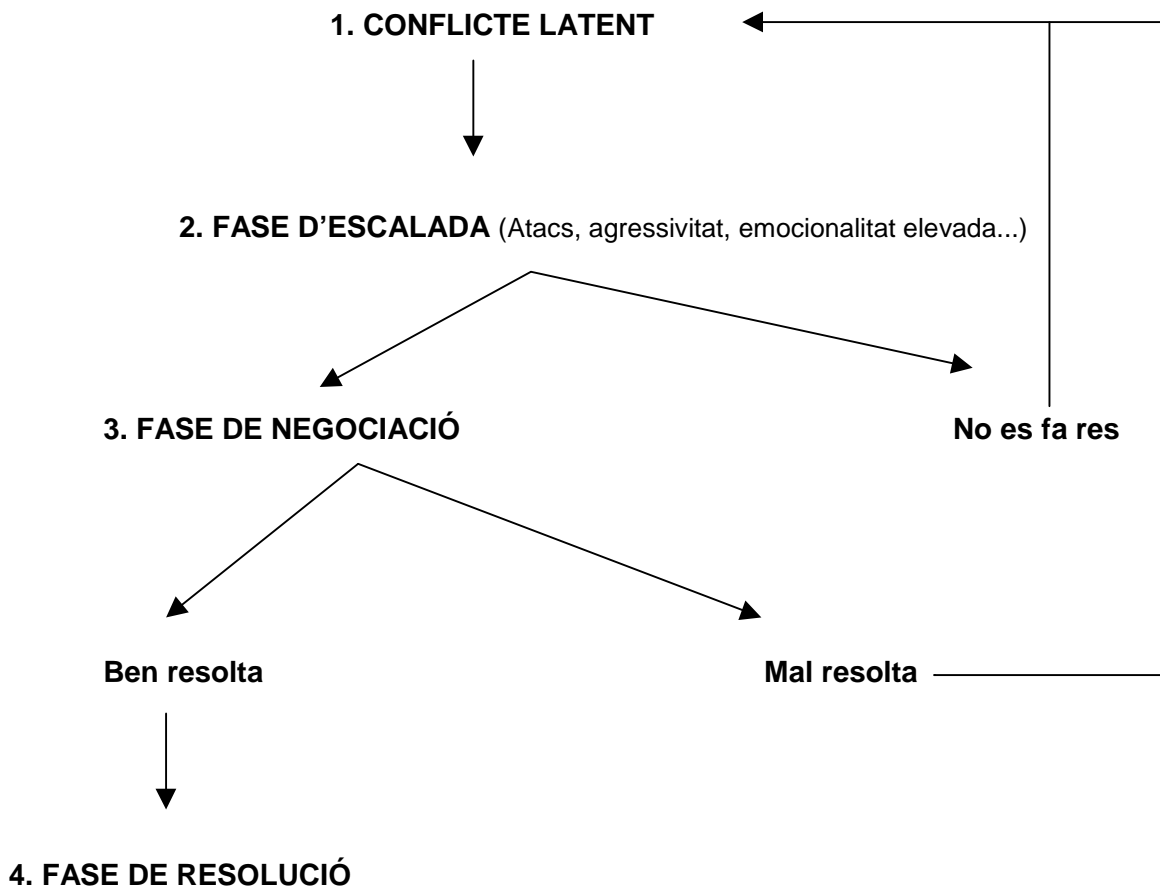 1. CONFLICTE LATENT
2. FASE D’ESCALADA (Atacs, agressivitat, emocionalitat elevada...)
3. FASE DE NEGOCIACIÓ
No es fa res
Ben resolta
Mal resolta
4. FASE DE RESOLUCIÓ